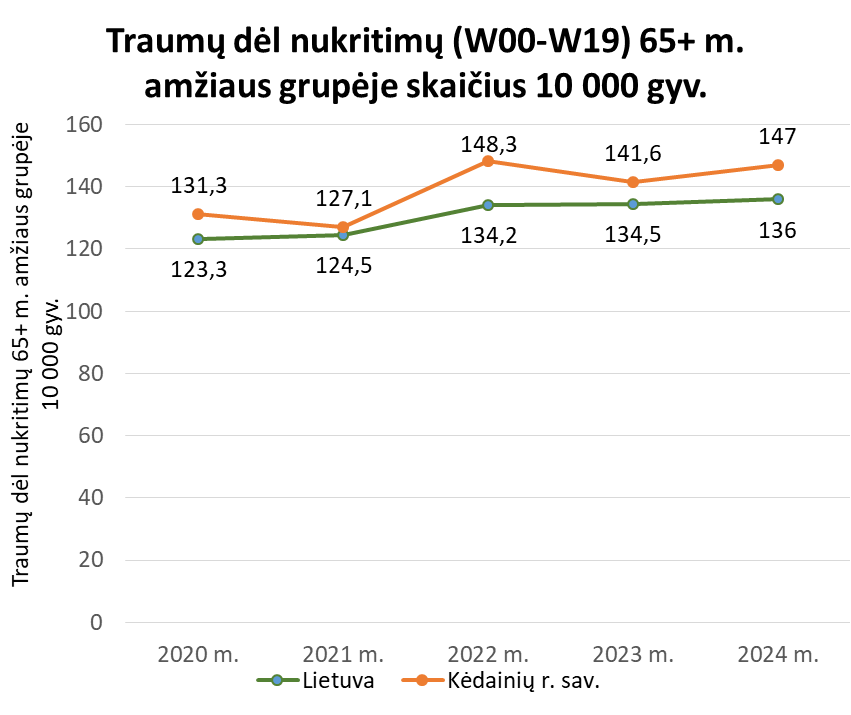 Traumų dėl nukritimų (W00-W19) 65+ m.
amžiaus grupėje skaičius 10 000 gyv.
Traumų dėl nukritimų 65+ m. amžiaus grupėje
10 000 gyv.
160
140
120
100
80
60
40
20
0
131,3
127,1
148,3
141,6
147
123,3
124,5
134,2
134,5
136
2020 m.
2021 m.
2022 m.
2023 m.
2024 m.
Lietuva
Kėdainių r. sav.